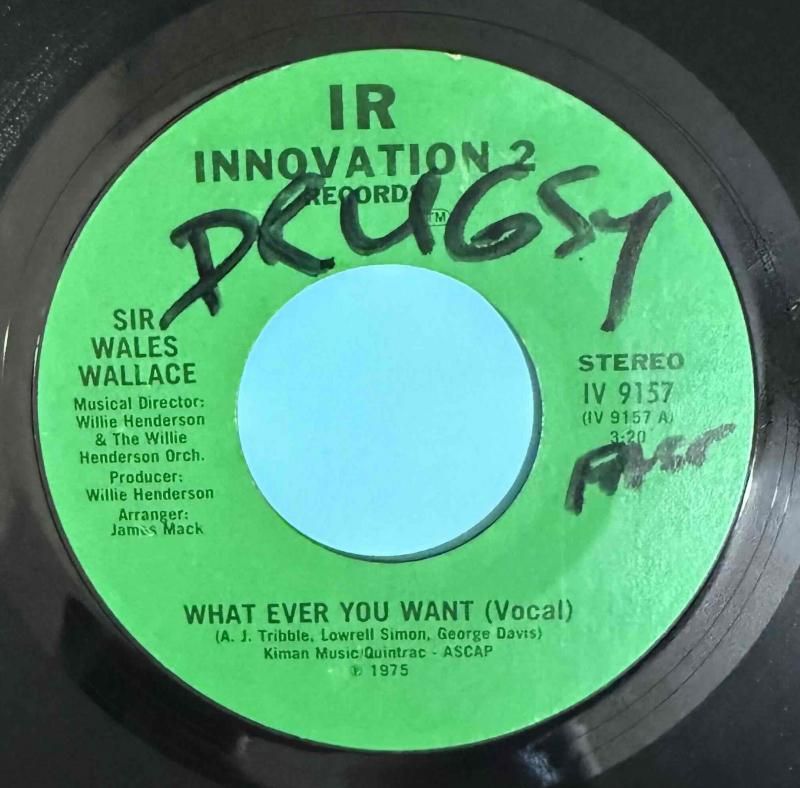 IR
INNOVATION 2
RECORDS
TM
DRUGSY
SIR
WALES
WALLACE
Musical Director:
Willie Henderson
& The Willie
Henderson Orch.
Producer:
Willie Henderson
Arranger:
James Mack
STEREO
IV 9157
(IV 9157 A)
3:20
WHAT EVER YOU WANT (Vocal)
(A. J. Tribble, Lowrell Simon, George Davis)
Kiman Music/Quintrac - ASCAP
℗ 1975